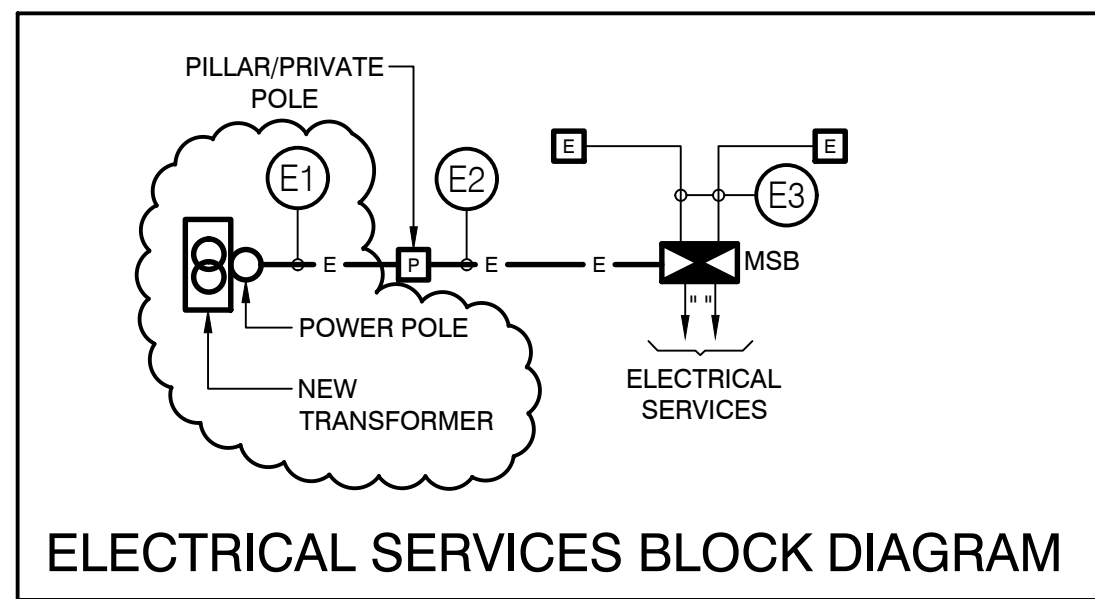 PILLAR/PRIVATE
POLE
E
E
E1
E2
E3
E
P
E
E
MSB
"
"
POWER POLE
NEW
TRANSFORMER
ELECTRICAL
SERVICES
ELECTRICAL SERVICES BLOCK DIAGRAM